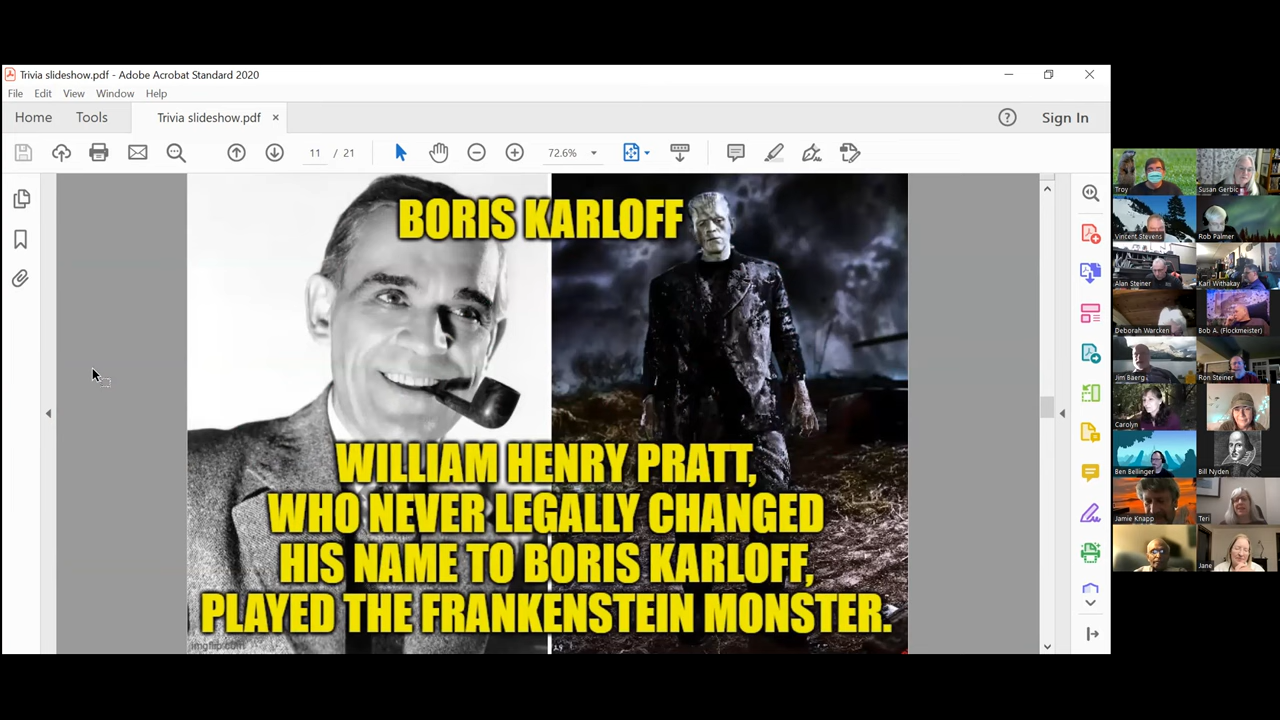 Trivia slideshow.pdf - Adobe Acrobat Standard 2020
File Edit View Window Help
Home Tools Trivia slideshow.pdf × ? Sign In
11 / 21 72.6%
BORIS KARLOFF
WILLIAM HENRY PRATT,
WHO NEVER LEGALLY CHANGED
HIS NAME TO BORIS KARLOFF,
PLAYED THE FRANKENSTEIN MONSTER.
imgflip.com
Troy Susan Gerbic
Vincent Stevens Rob Palmer
Alan Steiner Karl Withakay
Deborah Warcken Bob A. (Flockmeister)
Jim Baerg Ron Steiner
Carolyn
Ben Bellinger Bill Nyden
Jamie Knapp Teri
Jane